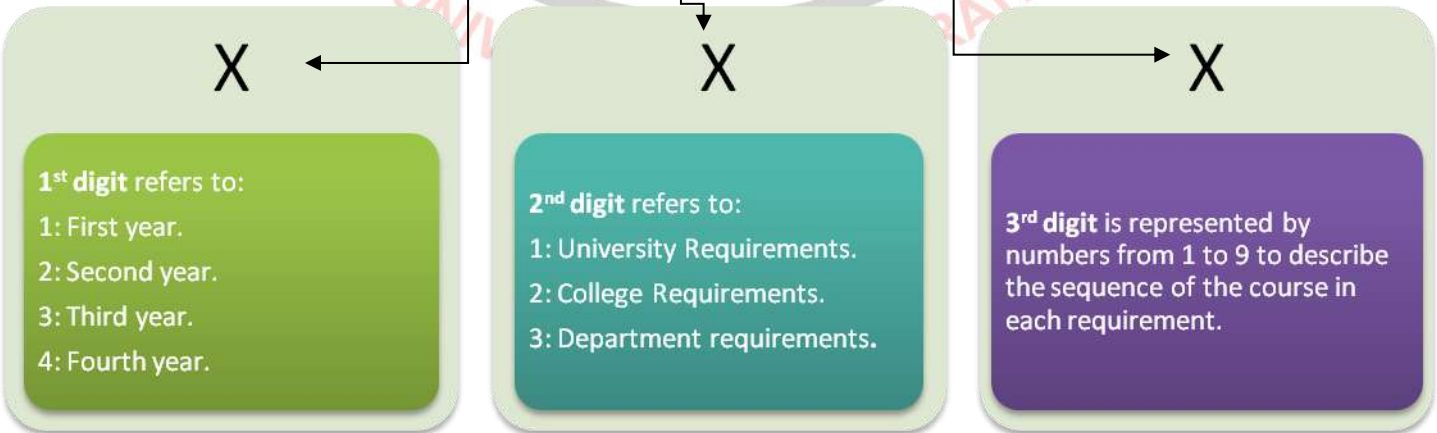 X
1st digit refers to:
1: First year.
2: Second year.
3: Third year.
4: Fourth year.
X
2nd digit refers to:
1: University Requirements.
2: College Requirements.
3: Department requirements.
X
3rd digit is represented by
numbers from 1 to 9 to describe
the sequence of the course in
each requirement.